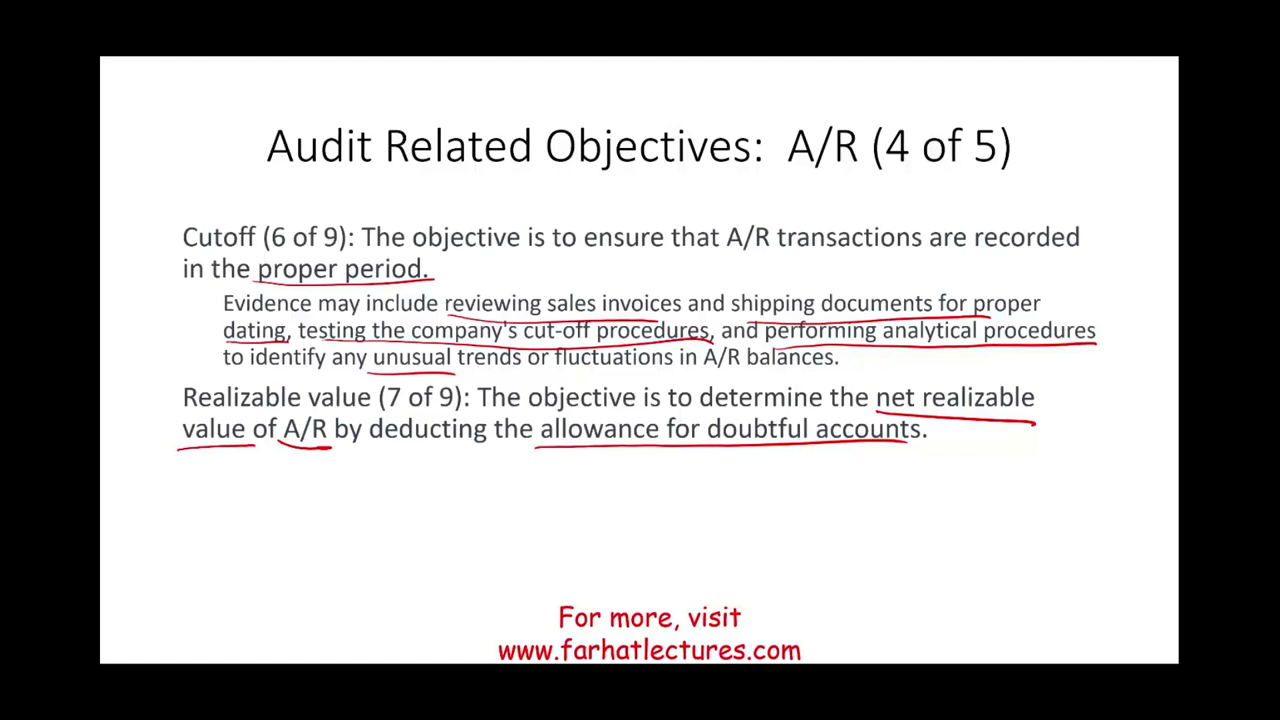 Audit Related Objectives: A/R (4 of 5)
Cutoff (6 of 9): The objective is to ensure that A/R transactions are recorded
in the proper period.
Evidence may include reviewing sales invoices and shipping documents for proper
dating, testing the company's cut-off procedures, and performing analytical procedures
to identify any unusual trends or fluctuations in A/R balances.
Realizable value (7 of 9): The objective is to determine the net realizable
value of A/R by deducting the allowance for doubtful accounts.
For more, visit
www.farhatlectures.com